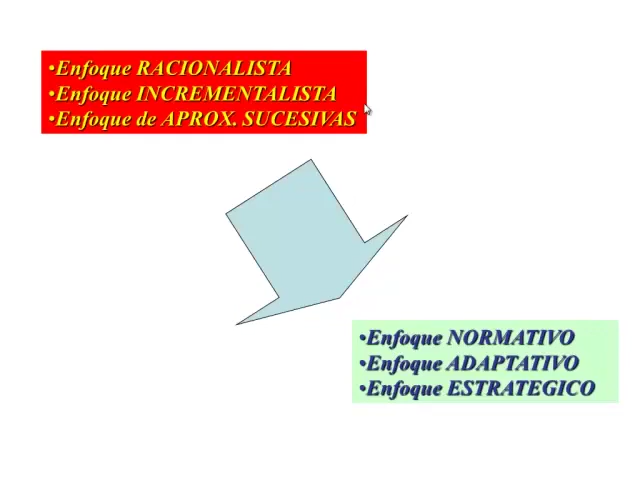 •Enfoque RACIONALISTA
•Enfoque INCREMENTALISTA
•Enfoque de APROX. SUCESIVAS
•Enfoque NORMATIVO
•Enfoque ADAPTATIVO
•Enfoque ESTRATEGICO